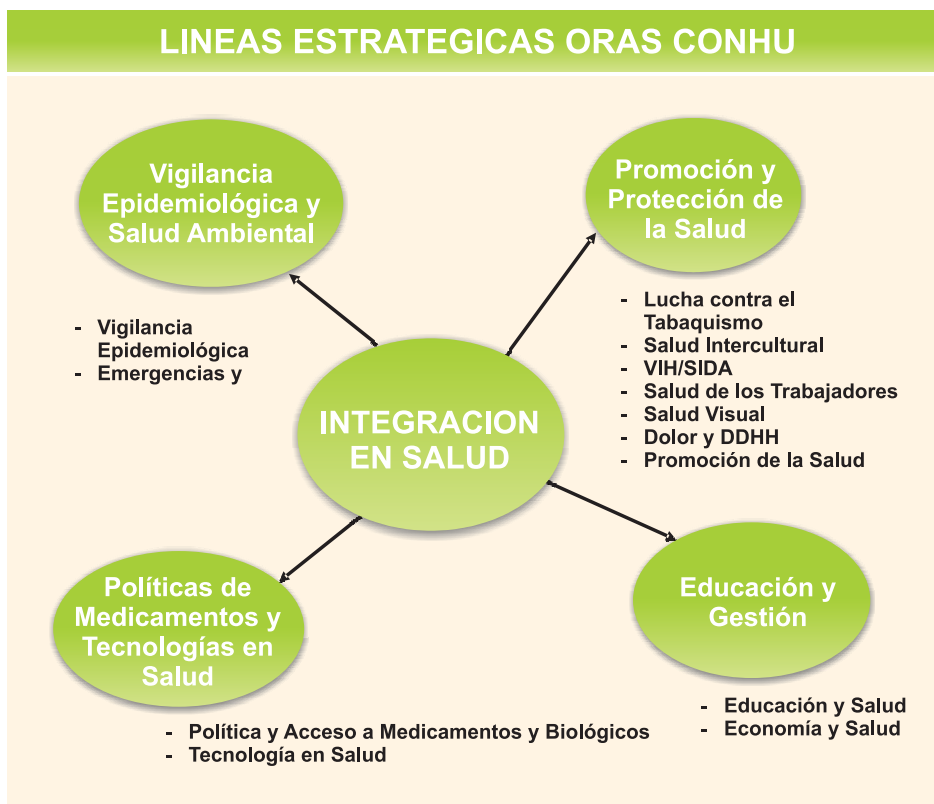 LINEAS ESTRATEGICAS ORAS CONHU
Vigilancia
Epidemiológica y
Salud Ambiental
- Vigilancia
Epidemiológica
- Emergencias y
Promoción y
Protección de
la Salud
- Lucha contra el
Tabaquismo
- Salud Intercultural
- VIH/SIDA
- Salud de los Trabajadores
- Salud Visual
- Dolor y DDHH
- Promoción de la Salud
INTEGRACION
EN SALUD
Políticas de
Medicamentos y
Tecnologías en
Salud
- Política y Acceso a Medicamentos y Biológicos
- Tecnología en Salud
Educación y
Gestión
- Educación y Salud
- Economía y Salud